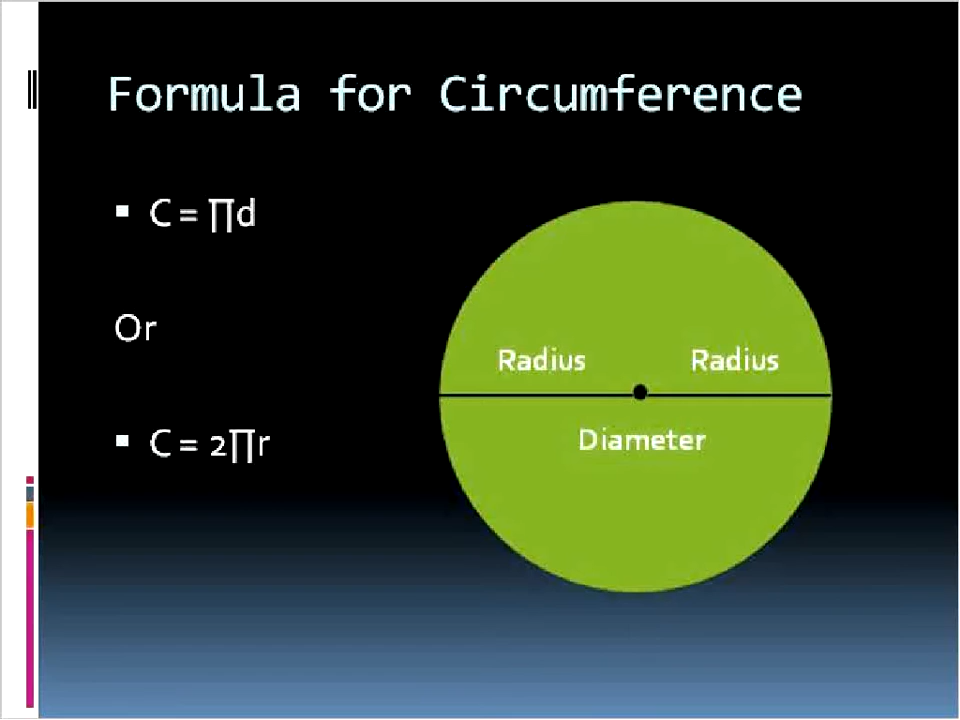 Formula for Circumference
▪ C = ∏d
Or
▪ C = 2∏r
Radius Radius
Diameter